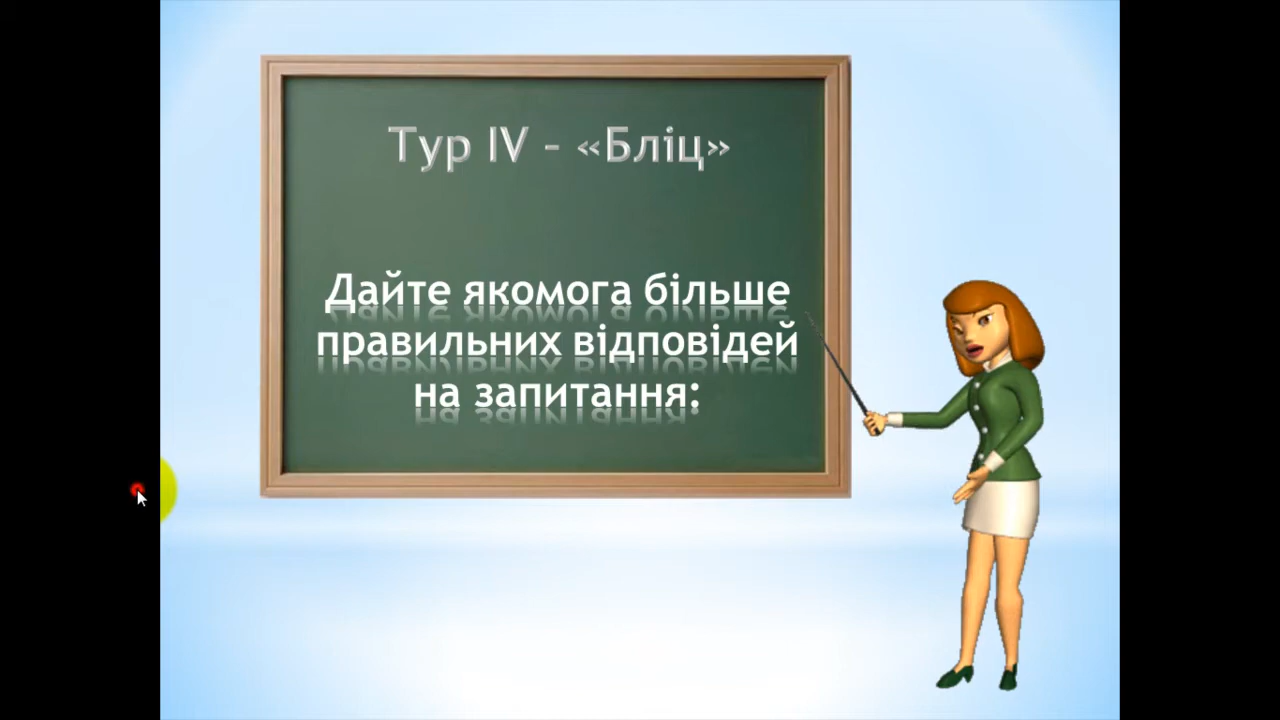 Тур IV – «Бліц»
Дайте якомога більше
правильних відповідей
на запитання: